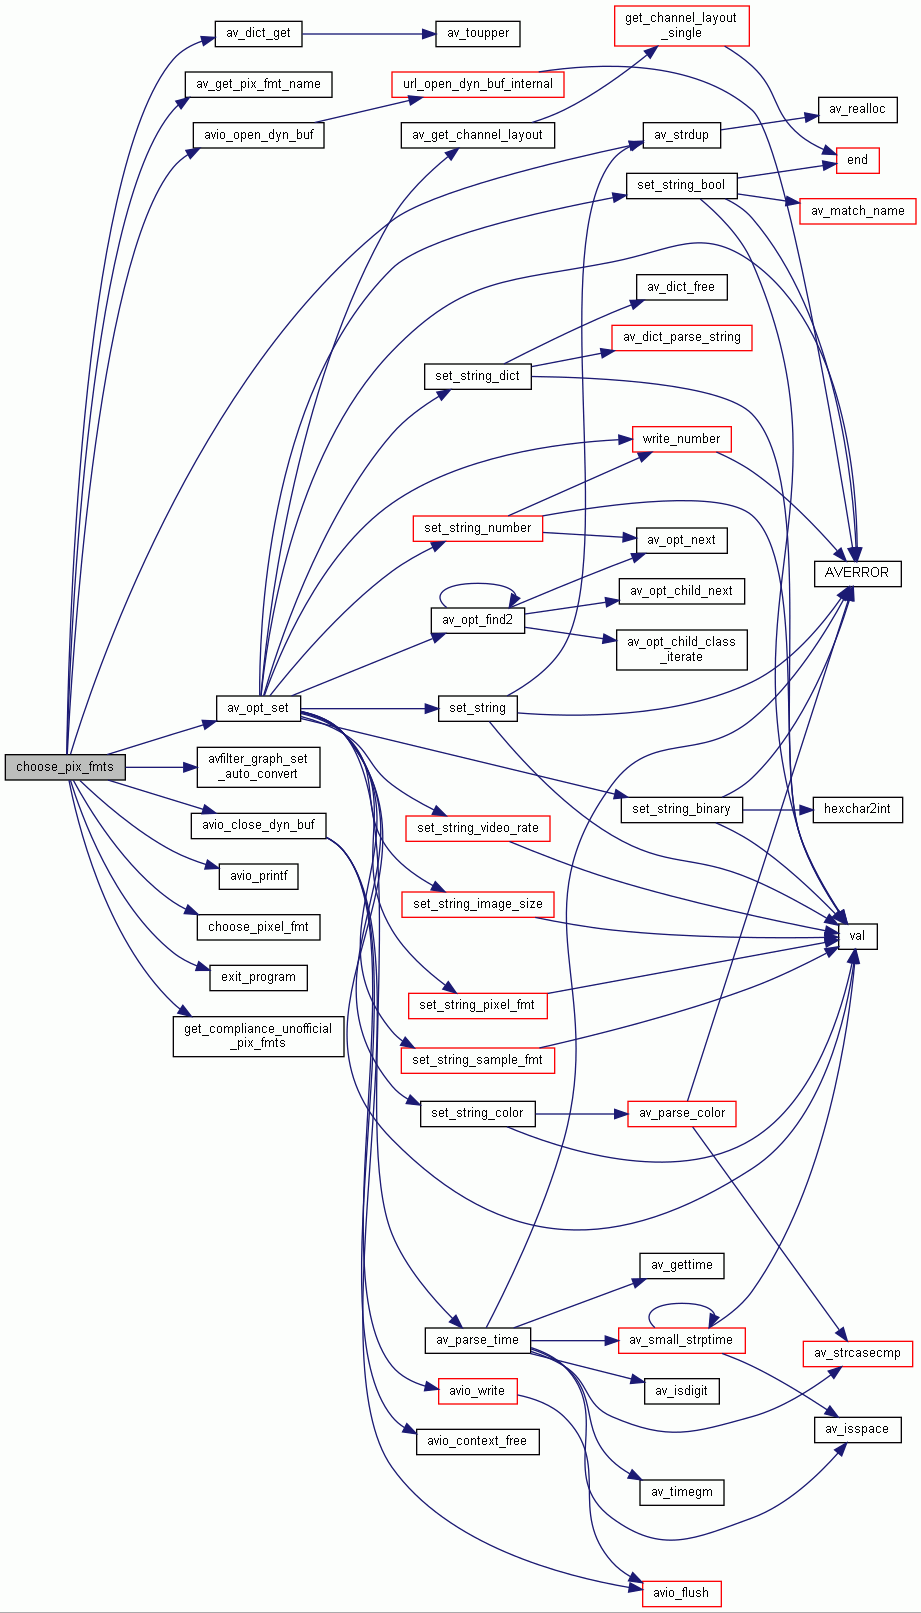 get_channel_layout
_single
av_dict_get
av_toupper
av_get_pix_fmt_name
url_open_dyn_buf_internal
av_realloc
avio_open_dyn_buf
av_get_channel_layout
av_strdup
end
set_string_bool
av_match_name
av_dict_free
av_dict_parse_string
set_string_dict
write_number
set_string_number
av_opt_next
AVERROR
av_opt_child_next
av_opt_find2
av_opt_child_class
_iterate
av_opt_set
set_string
choose_pix_fmts
avfilter_graph_set
_auto_convert
set_string_binary
hexchar2int
avio_close_dyn_buf
set_string_video_rate
avio_printf
set_string_image_size
choose_pixel_fmt
val
exit_program
set_string_pixel_fmt
get_compliance_unofficial
_pix_fmts
set_string_sample_fmt
set_string_color
av_parse_color
av_gettime
av_parse_time
av_small_strptime
av_strcasecmp
avio_write
av_isdigit
av_isspace
avio_context_free
av_timegm
avio_flush